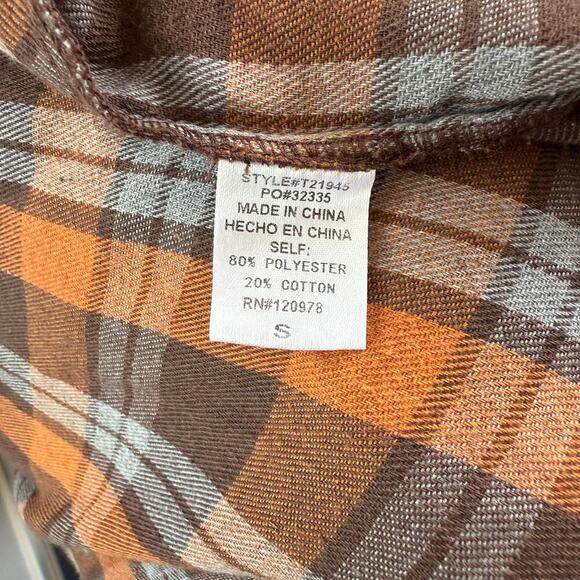 STYLE#T21945
PO#32335
MADE IN CHINA
HECHO EN CHINA
SELF:
80% POLYESTER
20% COTTON
RN#120978
S